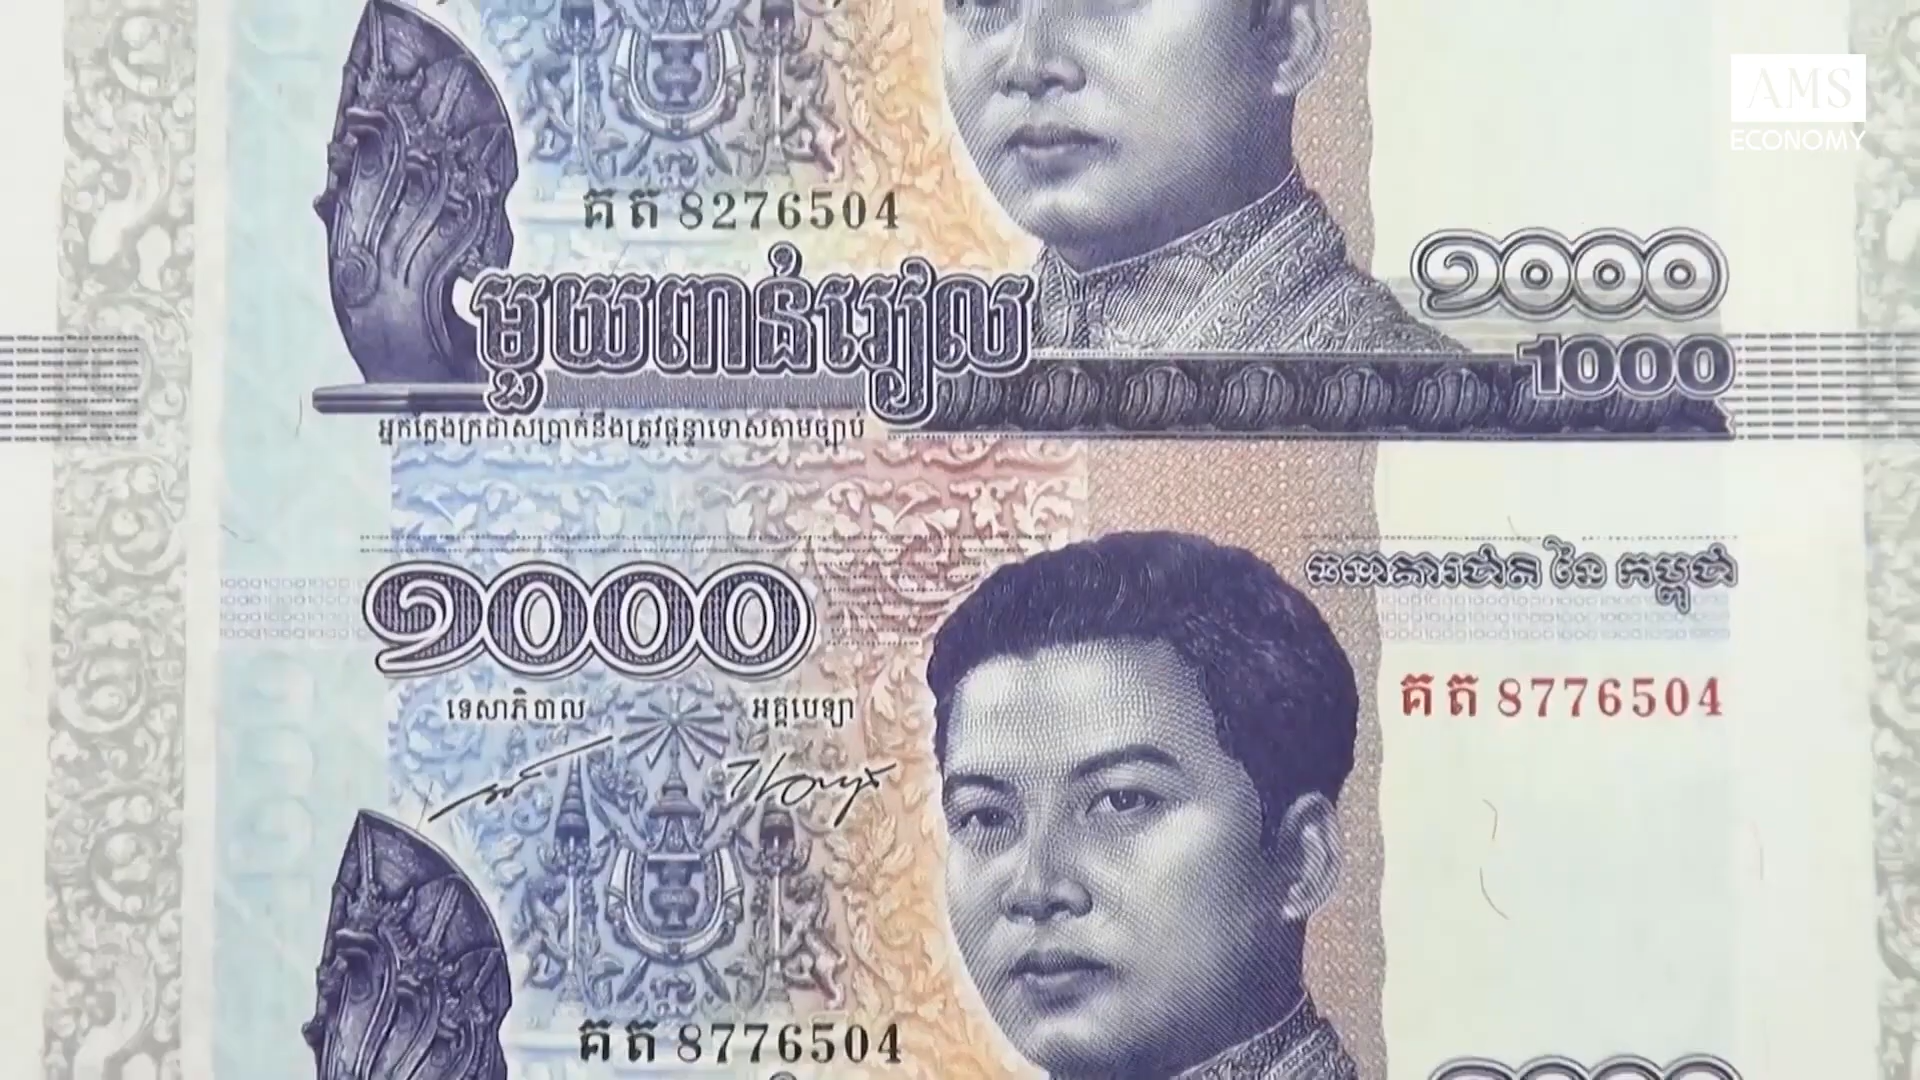 AMS
ECONOMY
គត 8276504
មួយពាន់រៀល
១០០០
1000
អ្នកក្លែងក្រដាសប្រាក់នឹងត្រូវផ្តន្ទាទោសតាមច្បាប់
១០០០
ធនាគារជាតិ នៃ កម្ពុជា
គត 8776504
ទេសាភិបាល
អគ្គបេឡា
គត 8776504